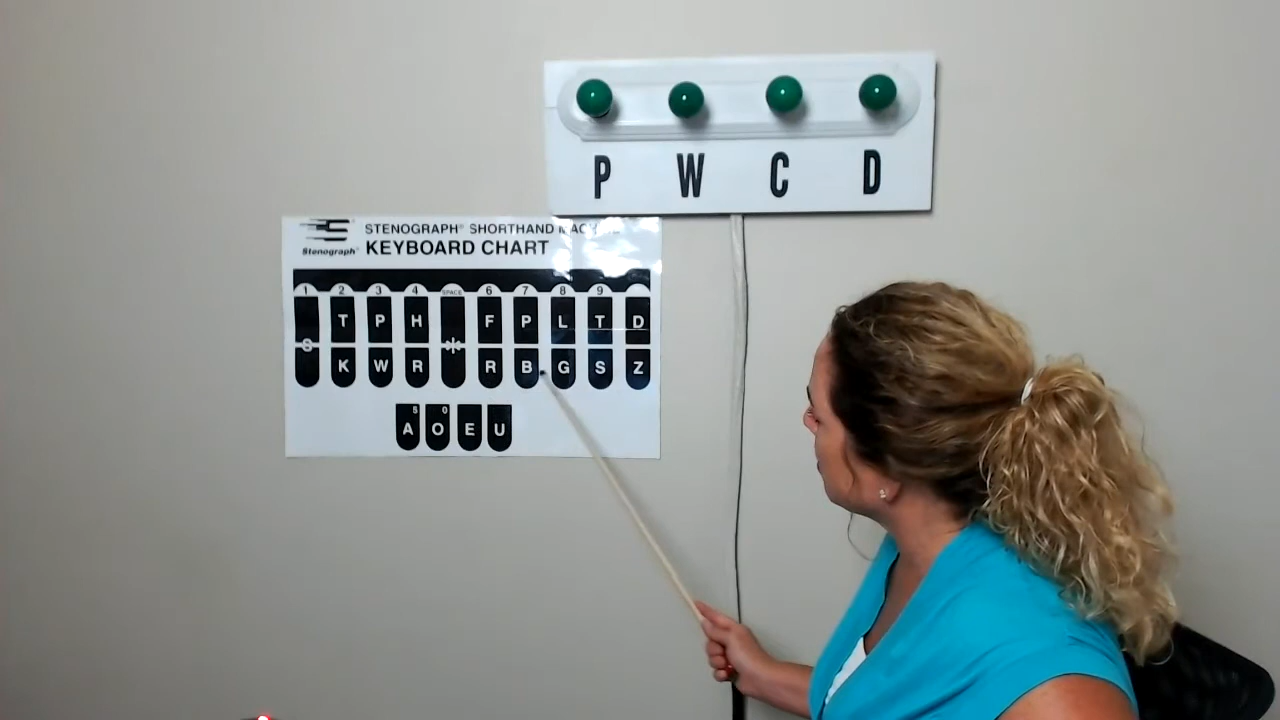 P W C D
STENOGRAPH® SHORTHAND
Stenograph®
KEYBOARD CHART
1 2 3 4 SPACE 6 7 8 9
T P H F P L T D
S *
K W R R B G S Z
5 0
A O E U